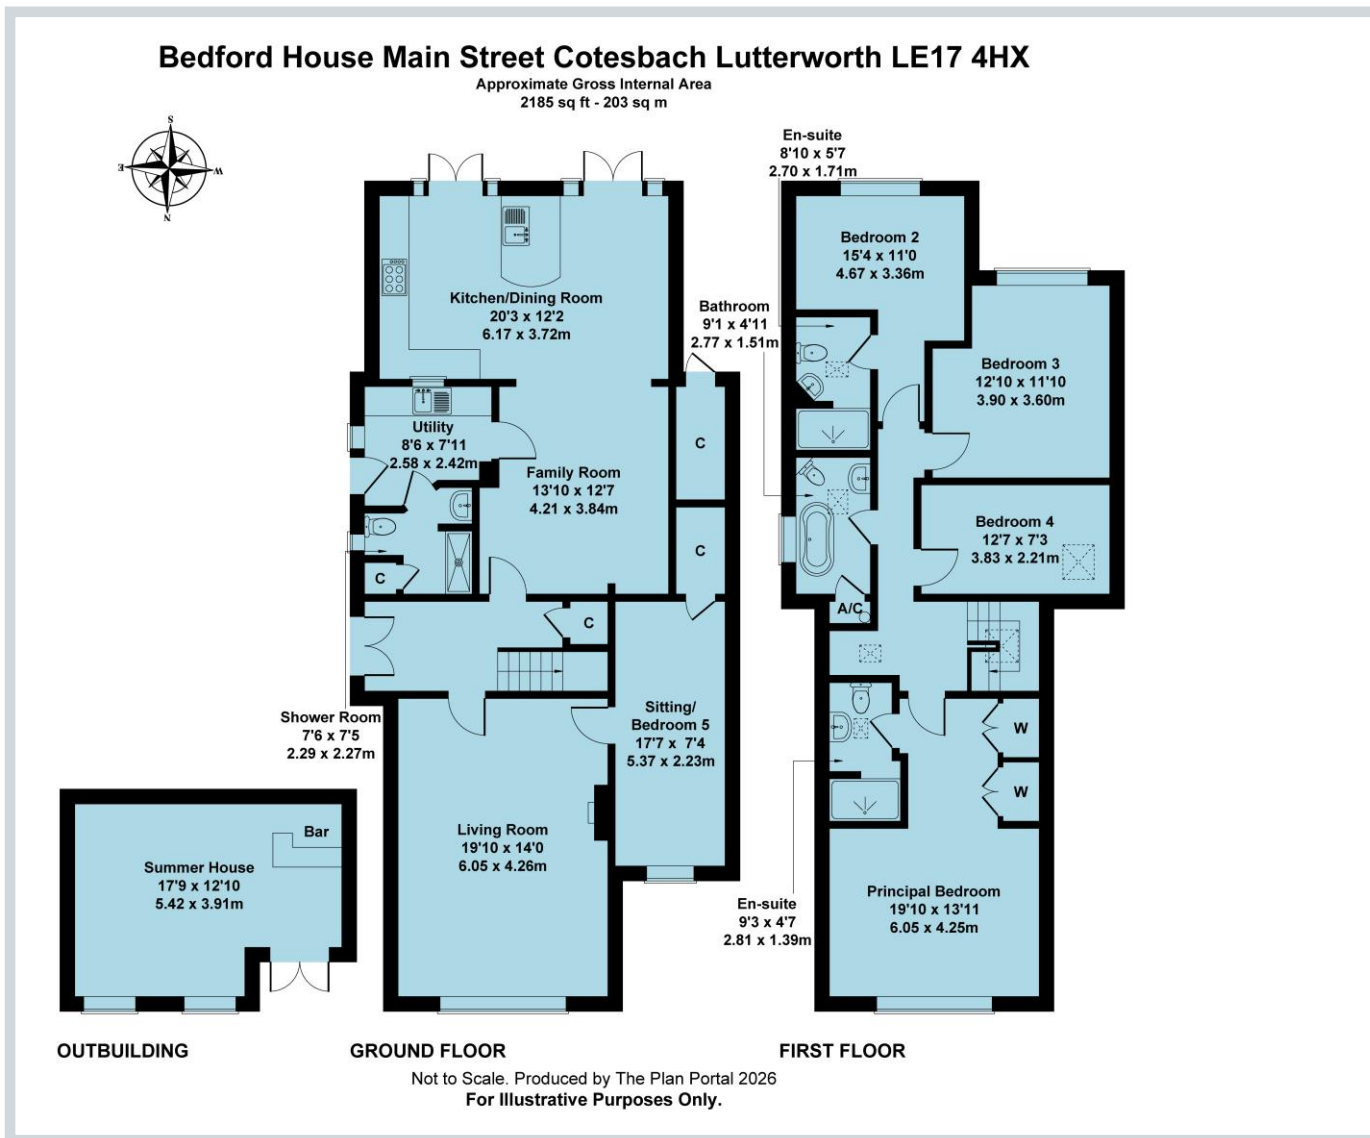 Bedford House Main Street Cotesbach Lutterworth LE17 4HX
Approximate Gross Internal Area
2185 sq ft - 203 sq m
S
E
W
N
En-suite
8'10 x 5'7
2.70 x 1.71m
Bedroom 2
15'4 x 11'0
4.67 x 3.36m
Kitchen/Dining Room
20'3 x 12'2
6.17 x 3.72m
Bathroom
9'1 x 4'11
2.77 x 1.51m
Bedroom 3
12'10 x 11'10
3.90 x 3.60m
Utility
8'6 x 7'11
2.58 x 2.42m
C
Family Room
13'10 x 12'7
4.21 x 3.84m
Bedroom 4
12'7 x 7'3
3.83 x 2.21m
C
C
A/C
C
Shower Room
7'6 x 7'5
2.29 x 2.27m
Sitting/
Bedroom 5
17'7 x 7'4
5.37 x 2.23m
W
W
Bar
Living Room
19'10 x 14'0
6.05 x 4.26m
Summer House
17'9 x 12'10
5.42 x 3.91m
Principal Bedroom
19'10 x 13'11
6.05 x 4.25m
En-suite
9'3 x 4'7
2.81 x 1.39m
OUTBUILDING
GROUND FLOOR
FIRST FLOOR
Not to Scale. Produced by The Plan Portal 2026
For Illustrative Purposes Only.